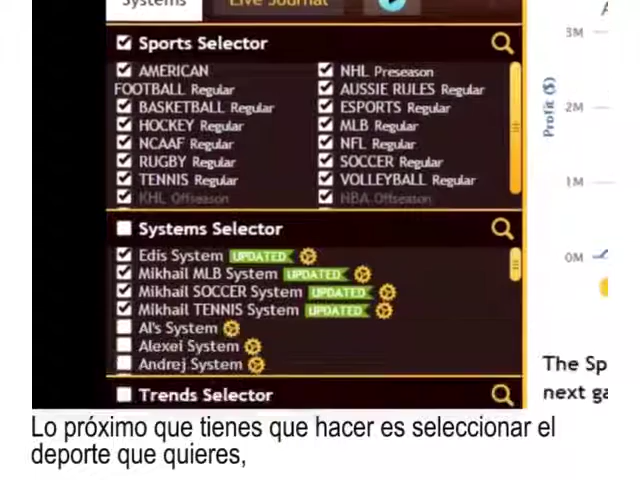 Systems
Live Journal
Sports Selector
AMERICAN
FOOTBALL Regular
BASKETBALL Regular
HOCKEY Regular
NCAAF Regular
RUGBY Regular
TENNIS Regular
KHL Offseason
NHL Preseason
AUSSIE RULES Regular
ESPORTS Regular
MLB Regular
NFL Regular
SOCCER Regular
VOLLEYBALL Regular
NBA Offseason
Systems Selector
Edis System UPDATED
Mikhail MLB System UPDATED
Mikhail SOCCER System UPDATED
Mikhail TENNIS System UPDATED
Al's System
Alexei System
Andrej System
Trends Selector
3M
2M
1M
0M
Profit ($)
The Sp
next ga
Lo próximo que tienes que hacer es seleccionar el
deporte que quieres,